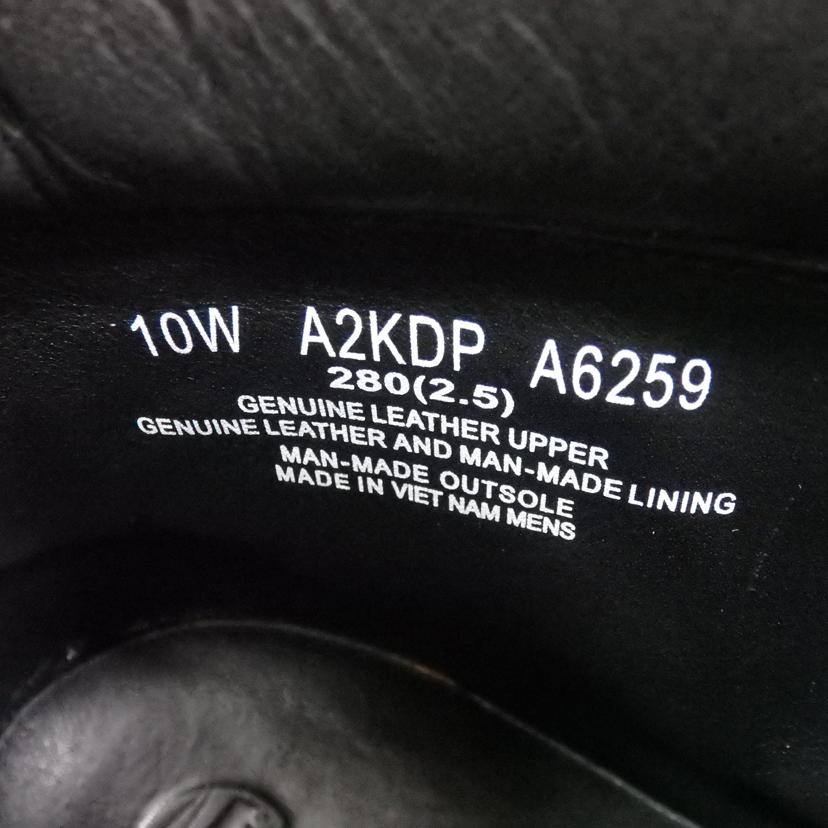 10W A2KDP A6259
280(2.5)
GENUINE LEATHER UPPER
GENUINE LEATHER AND MAN-MADE LINING
MAN-MADE OUTSOLE
MADE IN VIET NAM MENS